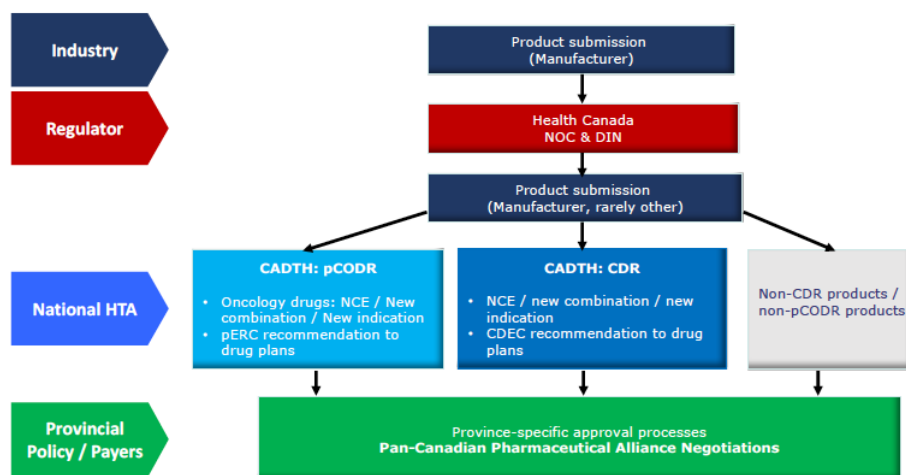 Industry
Product submission
(Manufacturer)
Regulator
Health Canada
NOC & DIN
Product submission
(Manufacturer, rarely other)
National HTA
CADTH: pCODR
• Oncology drugs: NCE / New
combination / New indication
• pERC recommendation to
drug plans
CADTH: CDR
• NCE / new combination / new
indication
• CDEC recommendation to drug
plans
Non-CDR products /
non-pCODR products
Provincial
Policy / Payers
Province-specific approval processes
Pan-Canadian Pharmaceutical Alliance Negotiations